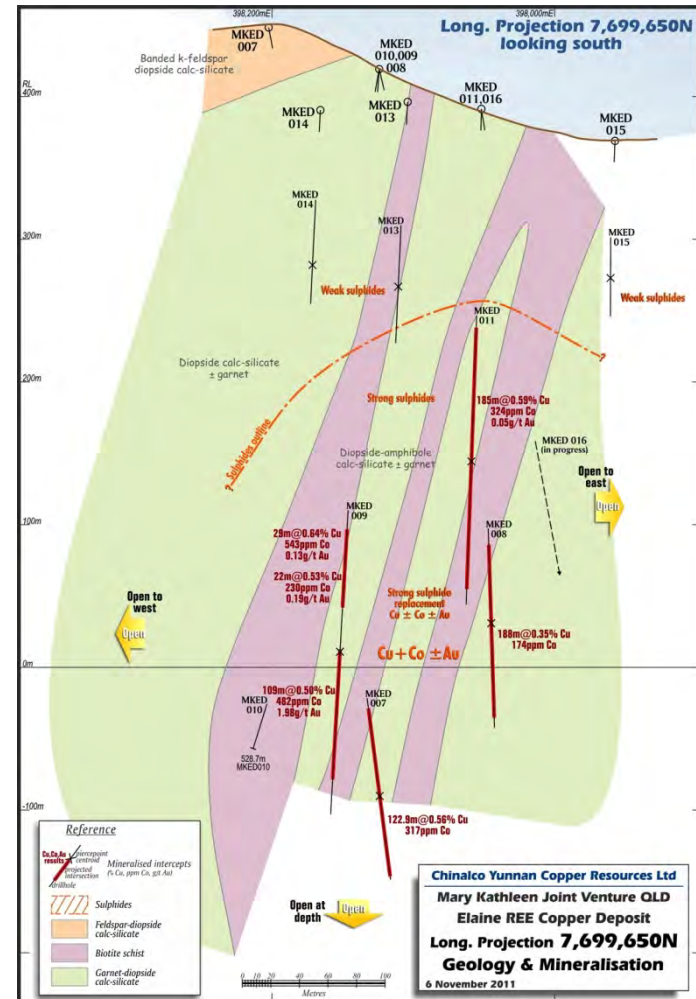 398,200mE
398,000mE
Long. Projection 7,699,650N
looking south
MKED
007
MKED
010,009
008
MKED
011,016
MKED
015
Banded k-feldspar
diopside calc-silicate
RL
400m
MKED
014
MKED
013
MKED
014
MKED
013
MKED
015
300m
Weak sulphides
Weak sulphides
MKED
011
Diopside calc-silicate
± garnet
200m
Strong sulphides
185m@0.59% Cu
324ppm Co
0.05g/t Au
?
Sulphides outline
?
Diopside-amphibole
calc-silicate ± garnet
MKED 016
(in progress)
Open to
east
Open
100m
MKED
009
29m@0.64% Cu
543ppm Co
0.13g/t Au
22m@0.53% Cu
230ppm Co
0.19g/t Au
MKED
008
Open to
west
Open
Strong sulphide
replacement
Cu ± Co ± Au
188m@0.35% Cu
174ppm Co
Cu+Co ±Au
0m
109m@0.50% Cu
482ppm Co
1.98g/t Au
MKED
010
MKED
007
528.7m
MKED010
-100m
122.9m@0.56% Cu
317ppm Co
Reference
Cu,Co,Au
results
piercepoint
centroid
projected
intersection
drillhole
Mineralised intercepts
(% Cu, ppm Co, g/t Au)
Sulphides
Feldspar-diopside
calc-silicate
Biotite schist
Garnet-diopside
calc-silicate
Open at
depth
Open
0 10 20 30 40 50 100
Metres
Chinalco Yunnan Copper Resources Ltd
Mary Kathleen Joint Venture QLD
Elaine REE Copper Deposit
Long. Projection 7,699,650N
Geology & Mineralisation
6 November 2011